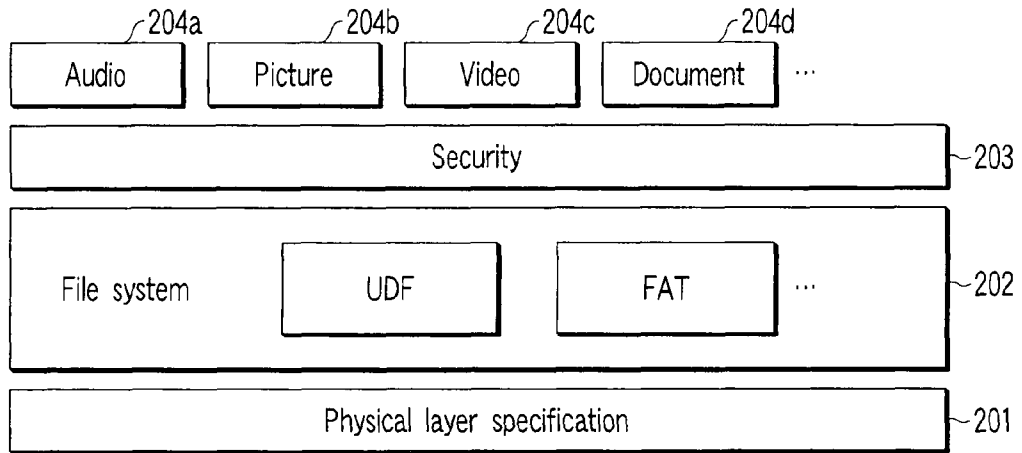 204a 204b 204c 204d
Audio Picture Video Document ...
Security 203
File system UDF FAT ... 202
Physical layer specification 201